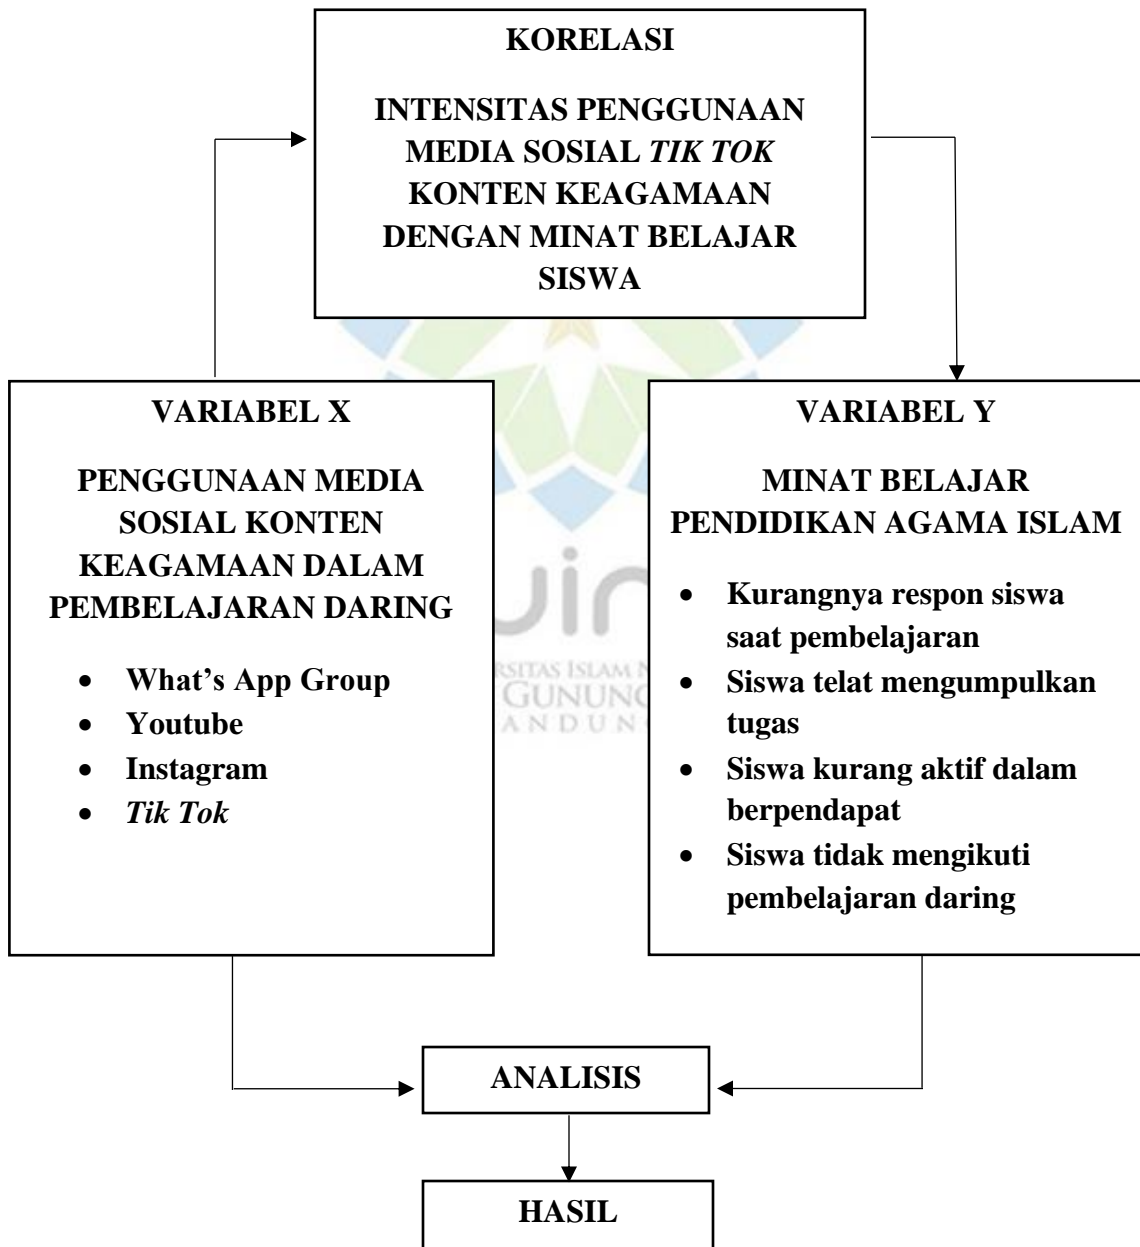 KORELASI
INTENSITAS PENGGUNAAN
MEDIA SOSIAL TIK TOK
KONTEN KEAGAMAAN
DENGAN MINAT BELAJAR
SISWA
VARIABEL X
PENGGUNAAN MEDIA
SOSIAL KONTEN
KEAGAMAAN DALAM
PEMBELAJARAN DARING
• What's App Group
• Youtube
• Instagram
• Tik Tok
VARIABEL Y
MINAT BELAJAR
PENDIDIKAN AGAMA ISLAM
• Kurangnya respon siswa
saat pembelajaran
• Siswa telat mengumpulkan
tugas
• Siswa kurang aktif dalam
berpendapat
• Siswa tidak mengikuti
pembelajaran daring
ISLAM
ANALISIS
HASIL